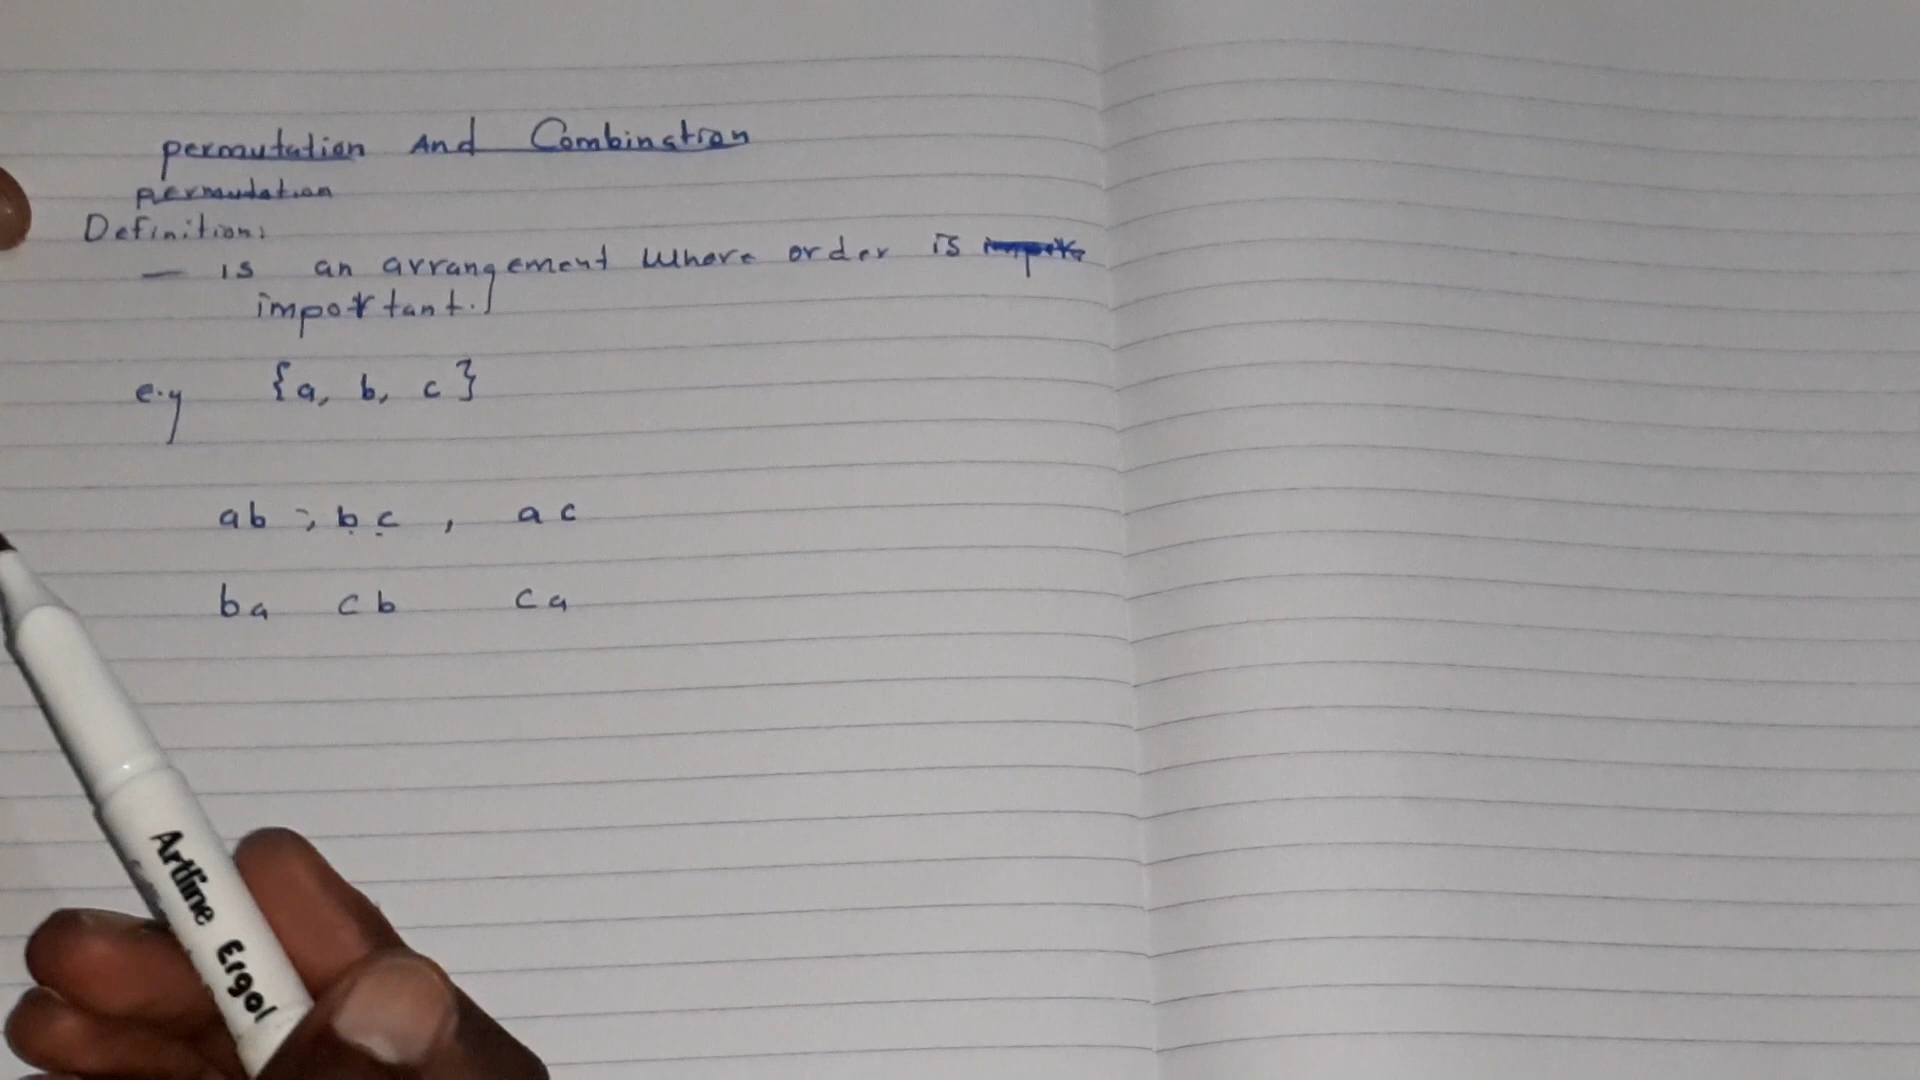 permutation And Combination
permutation
Definition:
— is an arrangement where order is
important.
e.g {a, b, c}
ab, bc, ac
ba cb ca
Artline Ergol